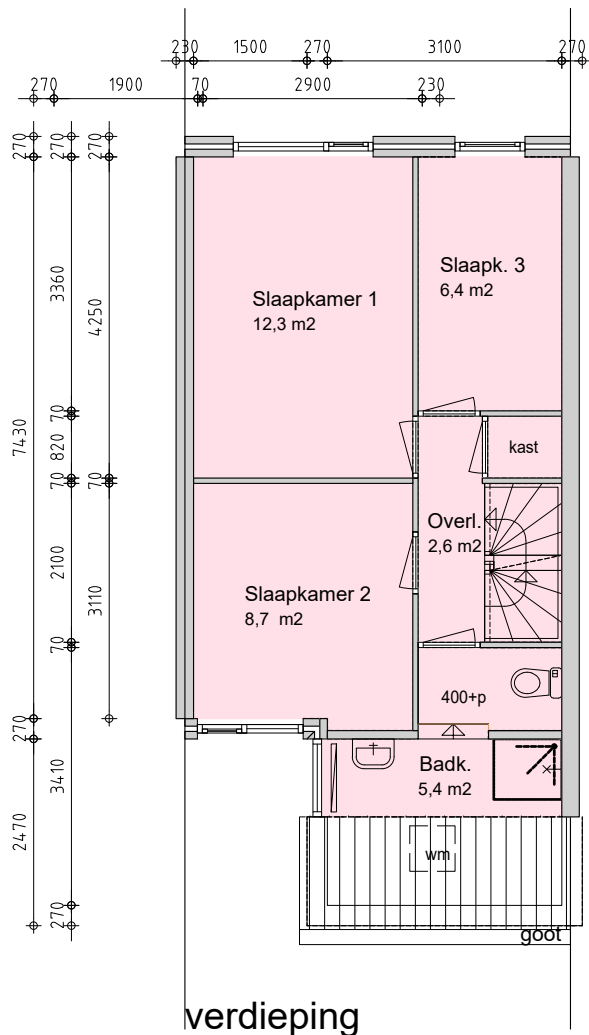 230 1500 270 3100 270
270 1900 70 2900 230
270 270 270
3360
4250
7430
70
820
70 70
2100
3110
70
270
3410
2470
270
Slaapkamer 1
12,3 m2
Slaapk. 3
6,4 m2
kast
Overl.
2,6 m2
Slaapkamer 2
8,7 m2
400+p
Badk.
5,4 m2
wm
goot
verdieping